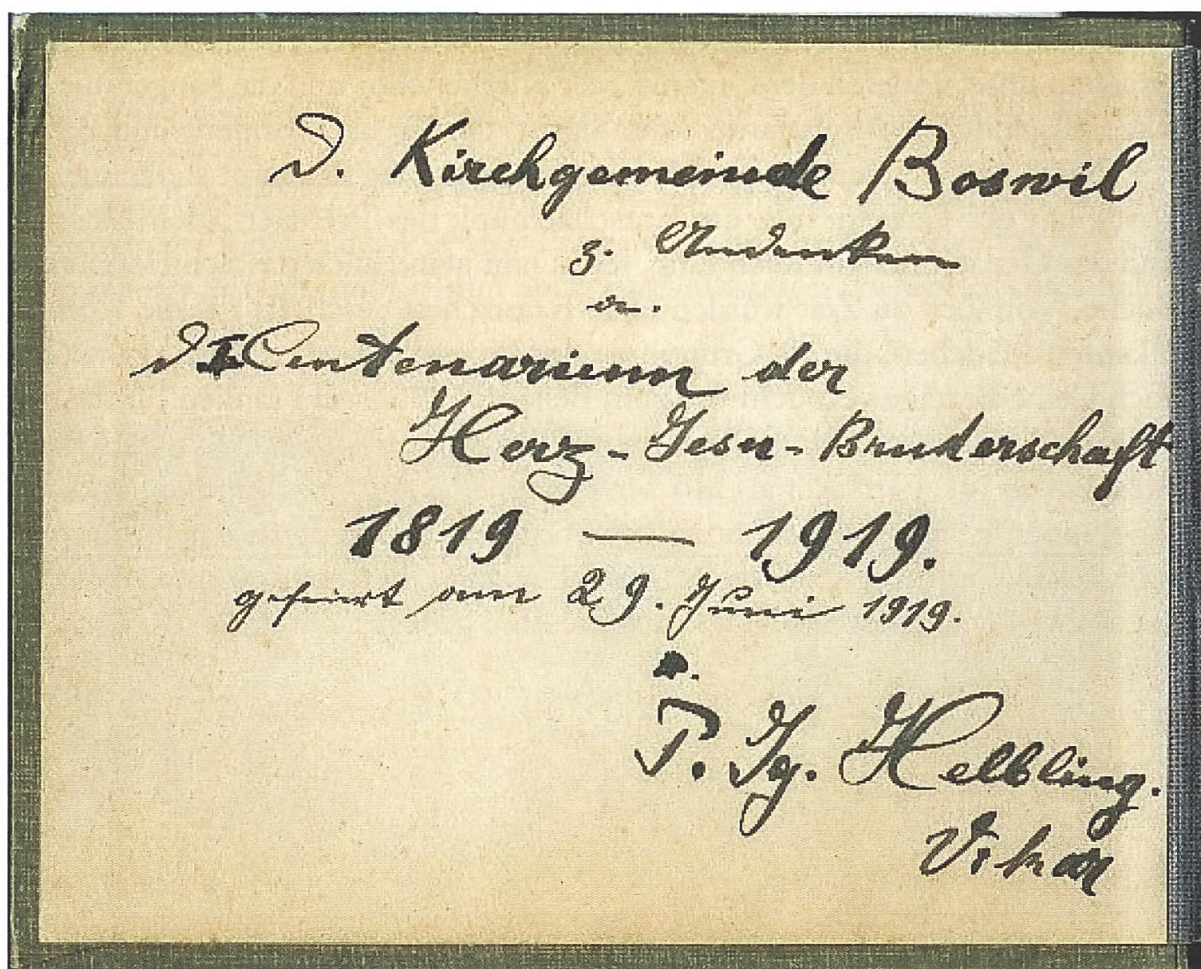 D. Kirchgemeinde Boswil
z. Andenken
a.
d. I Centenarium der
Herz-Jesu-Bruderschaft
1819 — 1919.
gefeiert am 29. Juni 1919.
P. Ig. Helbling.
Vikar